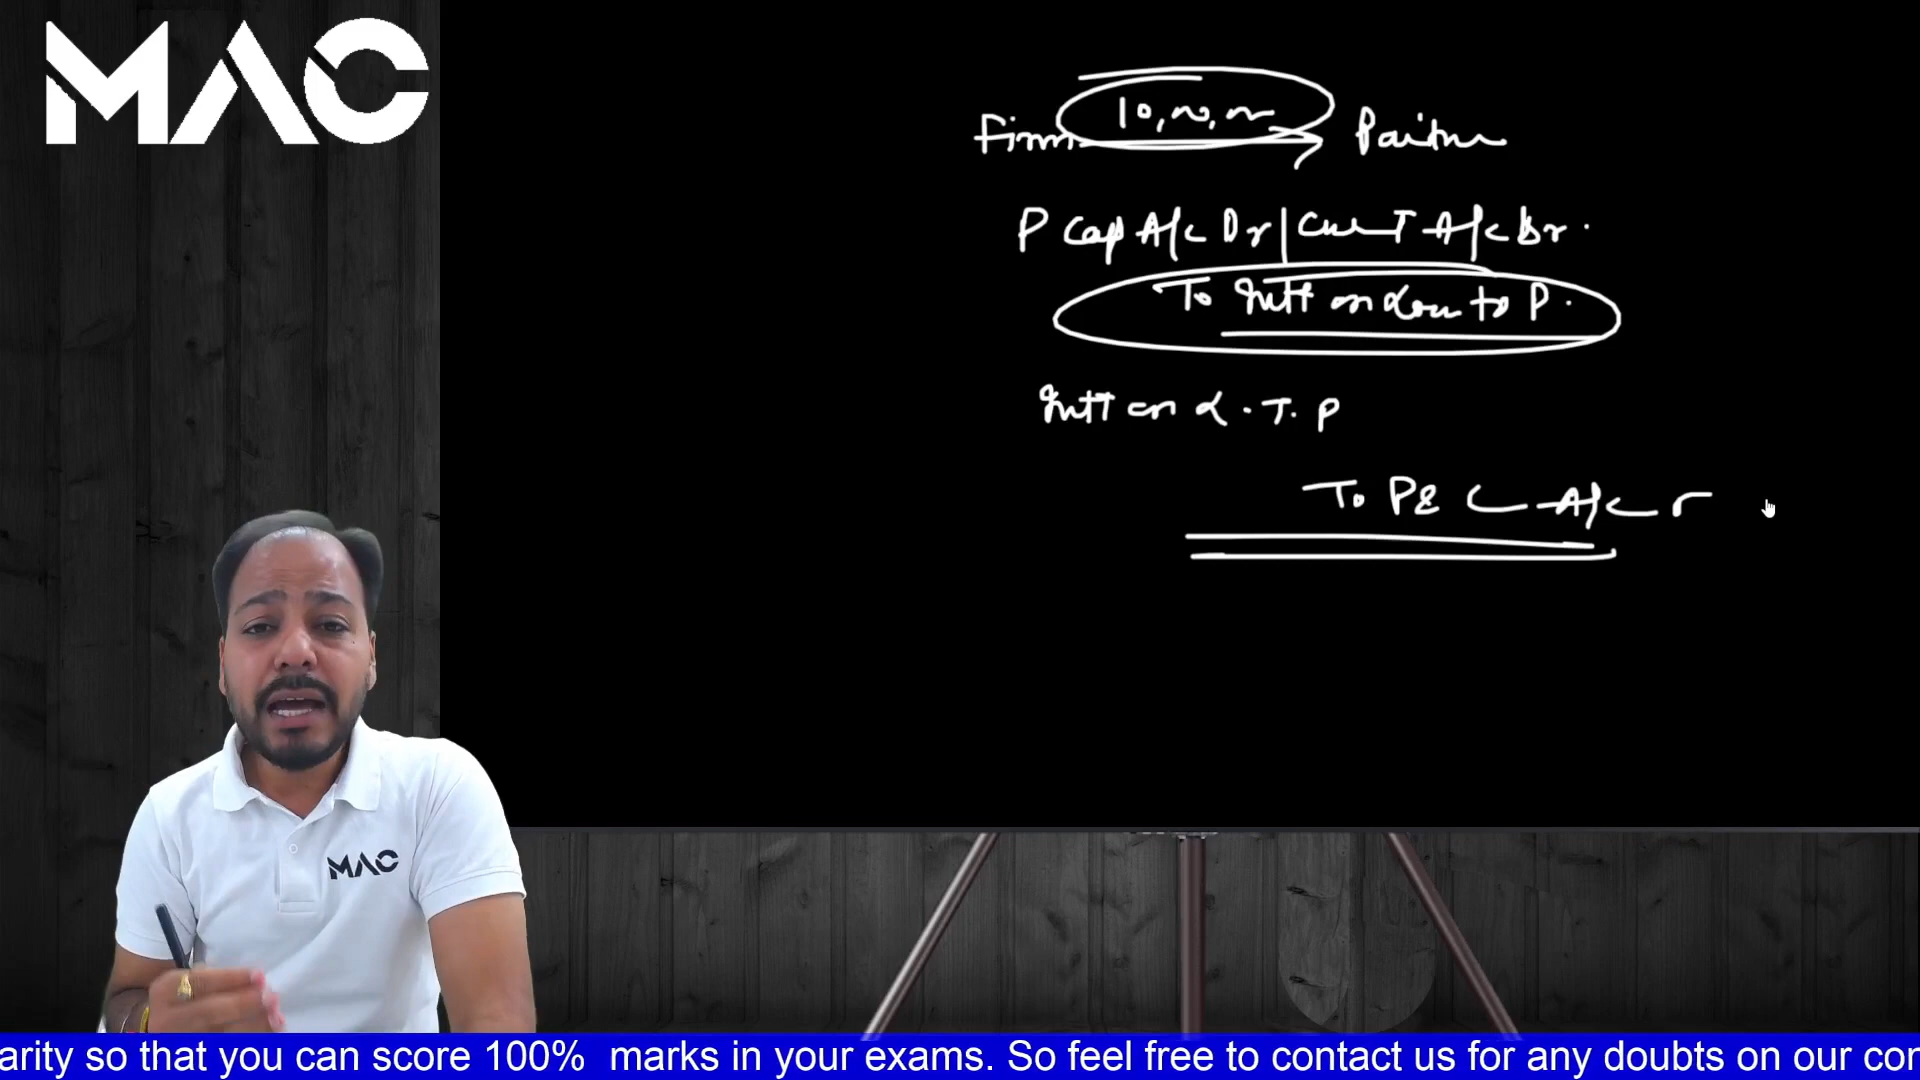 MAC
10,00,000
Firm → Partner
P Cap A/c Dr | Current A/c Dr.
To Intt on Loan to P.
Intt on L.T.P
To P& L A/c
MAC
arity so that you can score 100% marks in your exams. So feel free to contact us for any doubts on our cor